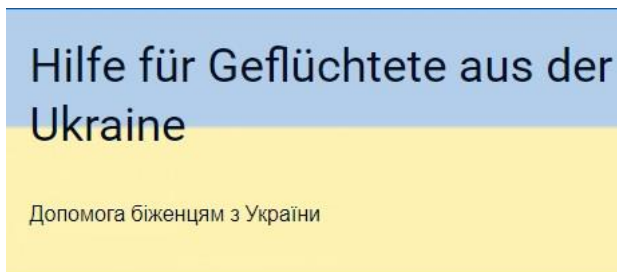 Hilfe für Geflüchtete aus der
Ukraine
Допомога біженцям з України